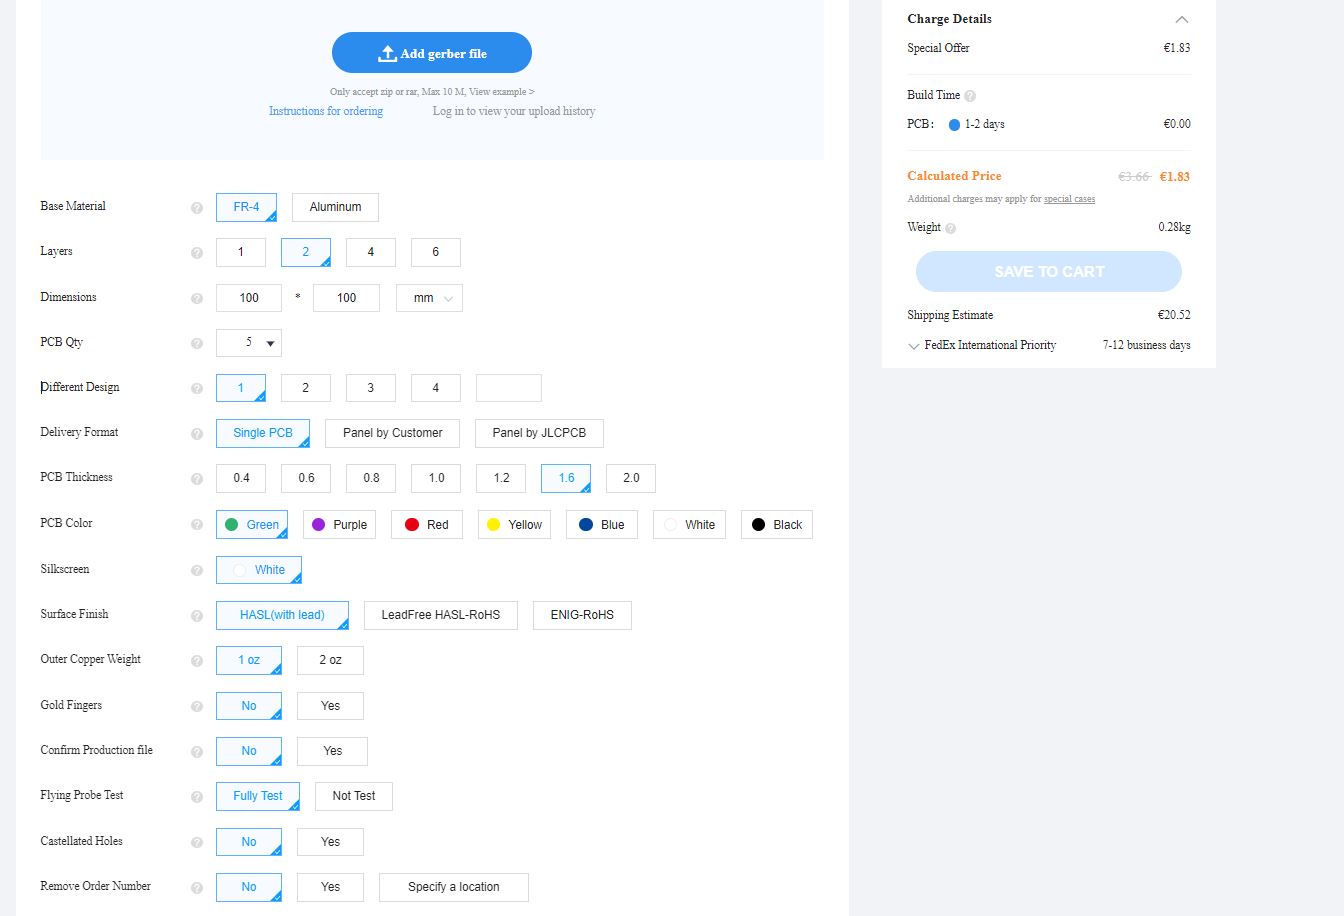 Add gerber file
Only accept zip or rar, Max 10 M, View example >
Instructions for ordering Log in to view your upload history
Base Material ? FR-4 Aluminum
Layers ? 1 2 4 6
Dimensions ? 100 * 100 mm
PCB Qty ? 5
Different Design ? 1 2 3 4
Delivery Format ? Single PCB Panel by Customer Panel by JLCPCB
PCB Thickness ? 0.4 0.6 0.8 1.0 1.2 1.6 2.0
PCB Color ? Green Purple Red Yellow Blue White Black
Silkscreen ? White
Surface Finish ? HASL(with lead) LeadFree HASL-RoHS ENIG-RoHS
Outer Copper Weight ? 1 oz 2 oz
Gold Fingers ? No Yes
Confirm Production file ? No Yes
Flying Probe Test ? Fully Test Not Test
Castellated Holes ? No Yes
Remove Order Number ? No Yes Specify a location
Charge Details
Special Offer €1.83
Build Time ?
PCB: 1-2 days €0.00
Calculated Price €3.66 €1.83
Additional charges may apply for special cases
Weight ? 0.28kg
SAVE TO CART
Shipping Estimate €20.52
FedEx International Priority 7-12 business days